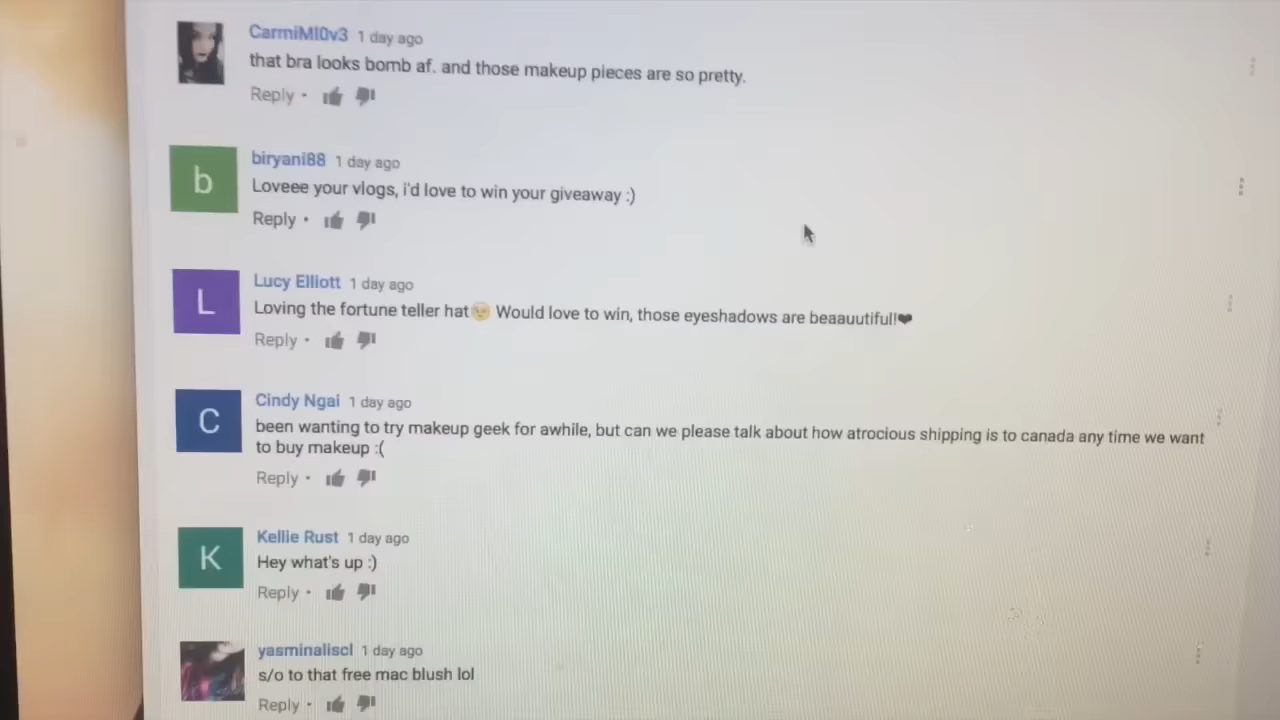 CarmiMl0v3 1 day ago
that bra looks bomb af. and those makeup pieces are so pretty.
Reply •
b
biryani88 1 day ago
Loveee your vlogs, i'd love to win your giveaway :)
Reply •
L
Lucy Elliott 1 day ago
Loving the fortune teller hat😉 Would love to win, those eyeshadows are beaauutiful!❤
Reply •
C
Cindy Ngai 1 day ago
been wanting to try makeup geek for awhile, but can we please talk about how atrocious shipping is to canada any time we want
to buy makeup :(
Reply •
K
Kellie Rust 1 day ago
Hey what's up :)
Reply •
yasminaliscl 1 day ago
s/o to that free mac blush lol
Reply •